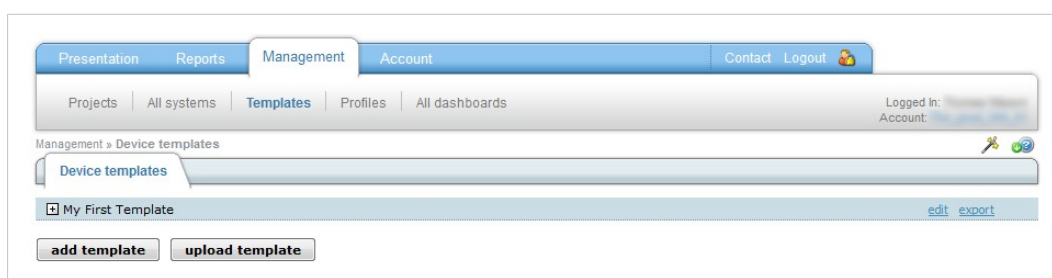 Presentation Reports Management Account Contact Logout
Projects All systems Templates Profiles All dashboards
Logged In:
Account:
Management » Device templates
Device templates
My First Template edit export
add template upload template